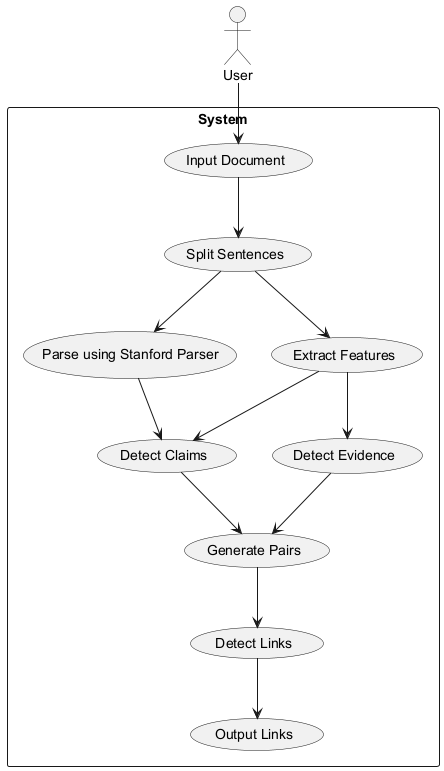 User
System
Input Document
Split Sentences
Parse using Stanford Parser
Extract Features
Detect Claims
Detect Evidence
Generate Pairs
Detect Links
Output Links